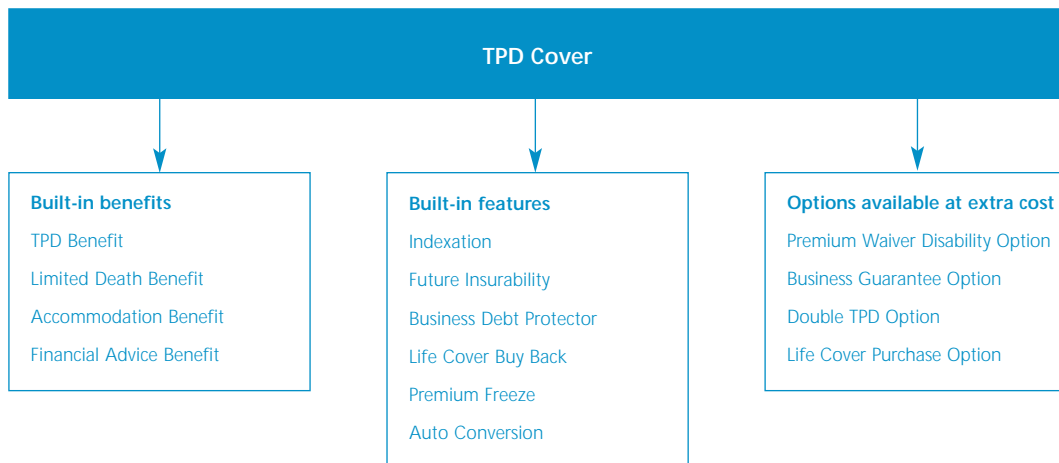 TPD Cover
Built-in benefits
TPD Benefit
Limited Death Benefit
Accommodation Benefit
Financial Advice Benefit
Built-in features
Indexation
Future Insurability
Business Debt Protector
Life Cover Buy Back
Premium Freeze
Auto Conversion
Options available at extra cost
Premium Waiver Disability Option
Business Guarantee Option
Double TPD Option
Life Cover Purchase Option